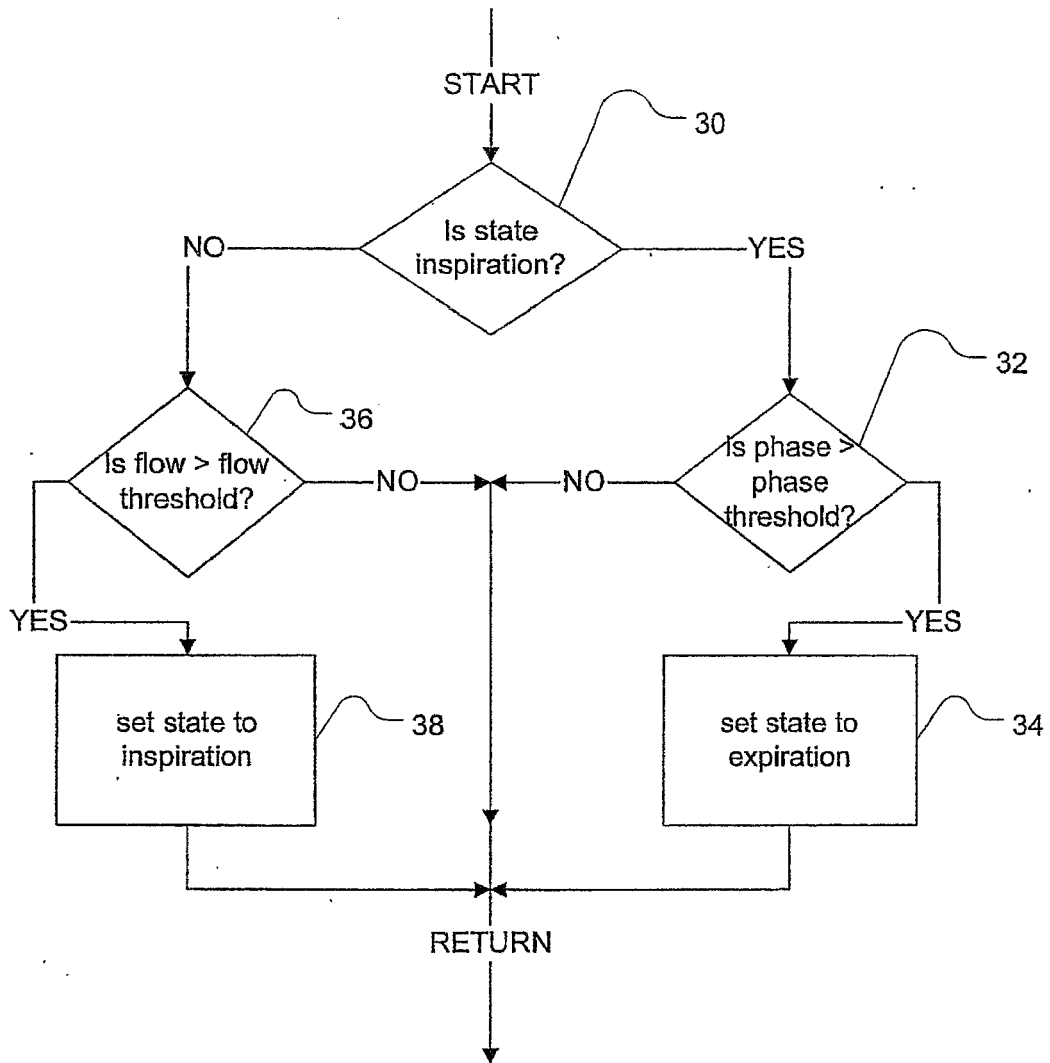 START
30
Is state
inspiration?
NO
YES
32
36
Is flow > flow
threshold?
NO
NO
Is phase >
phase
threshold?
YES
YES
set state to
inspiration
38
set state to
expiration
34
RETURN